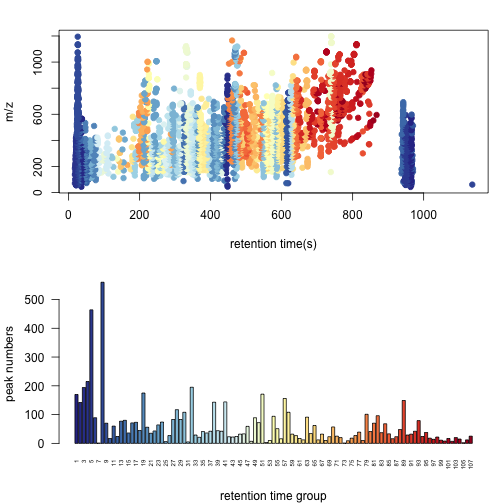 m/z
0 200 400 600 1000
0 200 400 600 800 1000
retention time(s)
peak numbers
0 100 200 300 400 500
1 3 5 7 9 11 13 15 17 19 21 23 25 27 29 31 33 35 37 39 41 43 45 47 49 51 53 55 57 59 61 63 65 67 69 71 73 75 77 79 81 83 85 87 89 91 93 95 97 99 101 103 105 107
retention time group